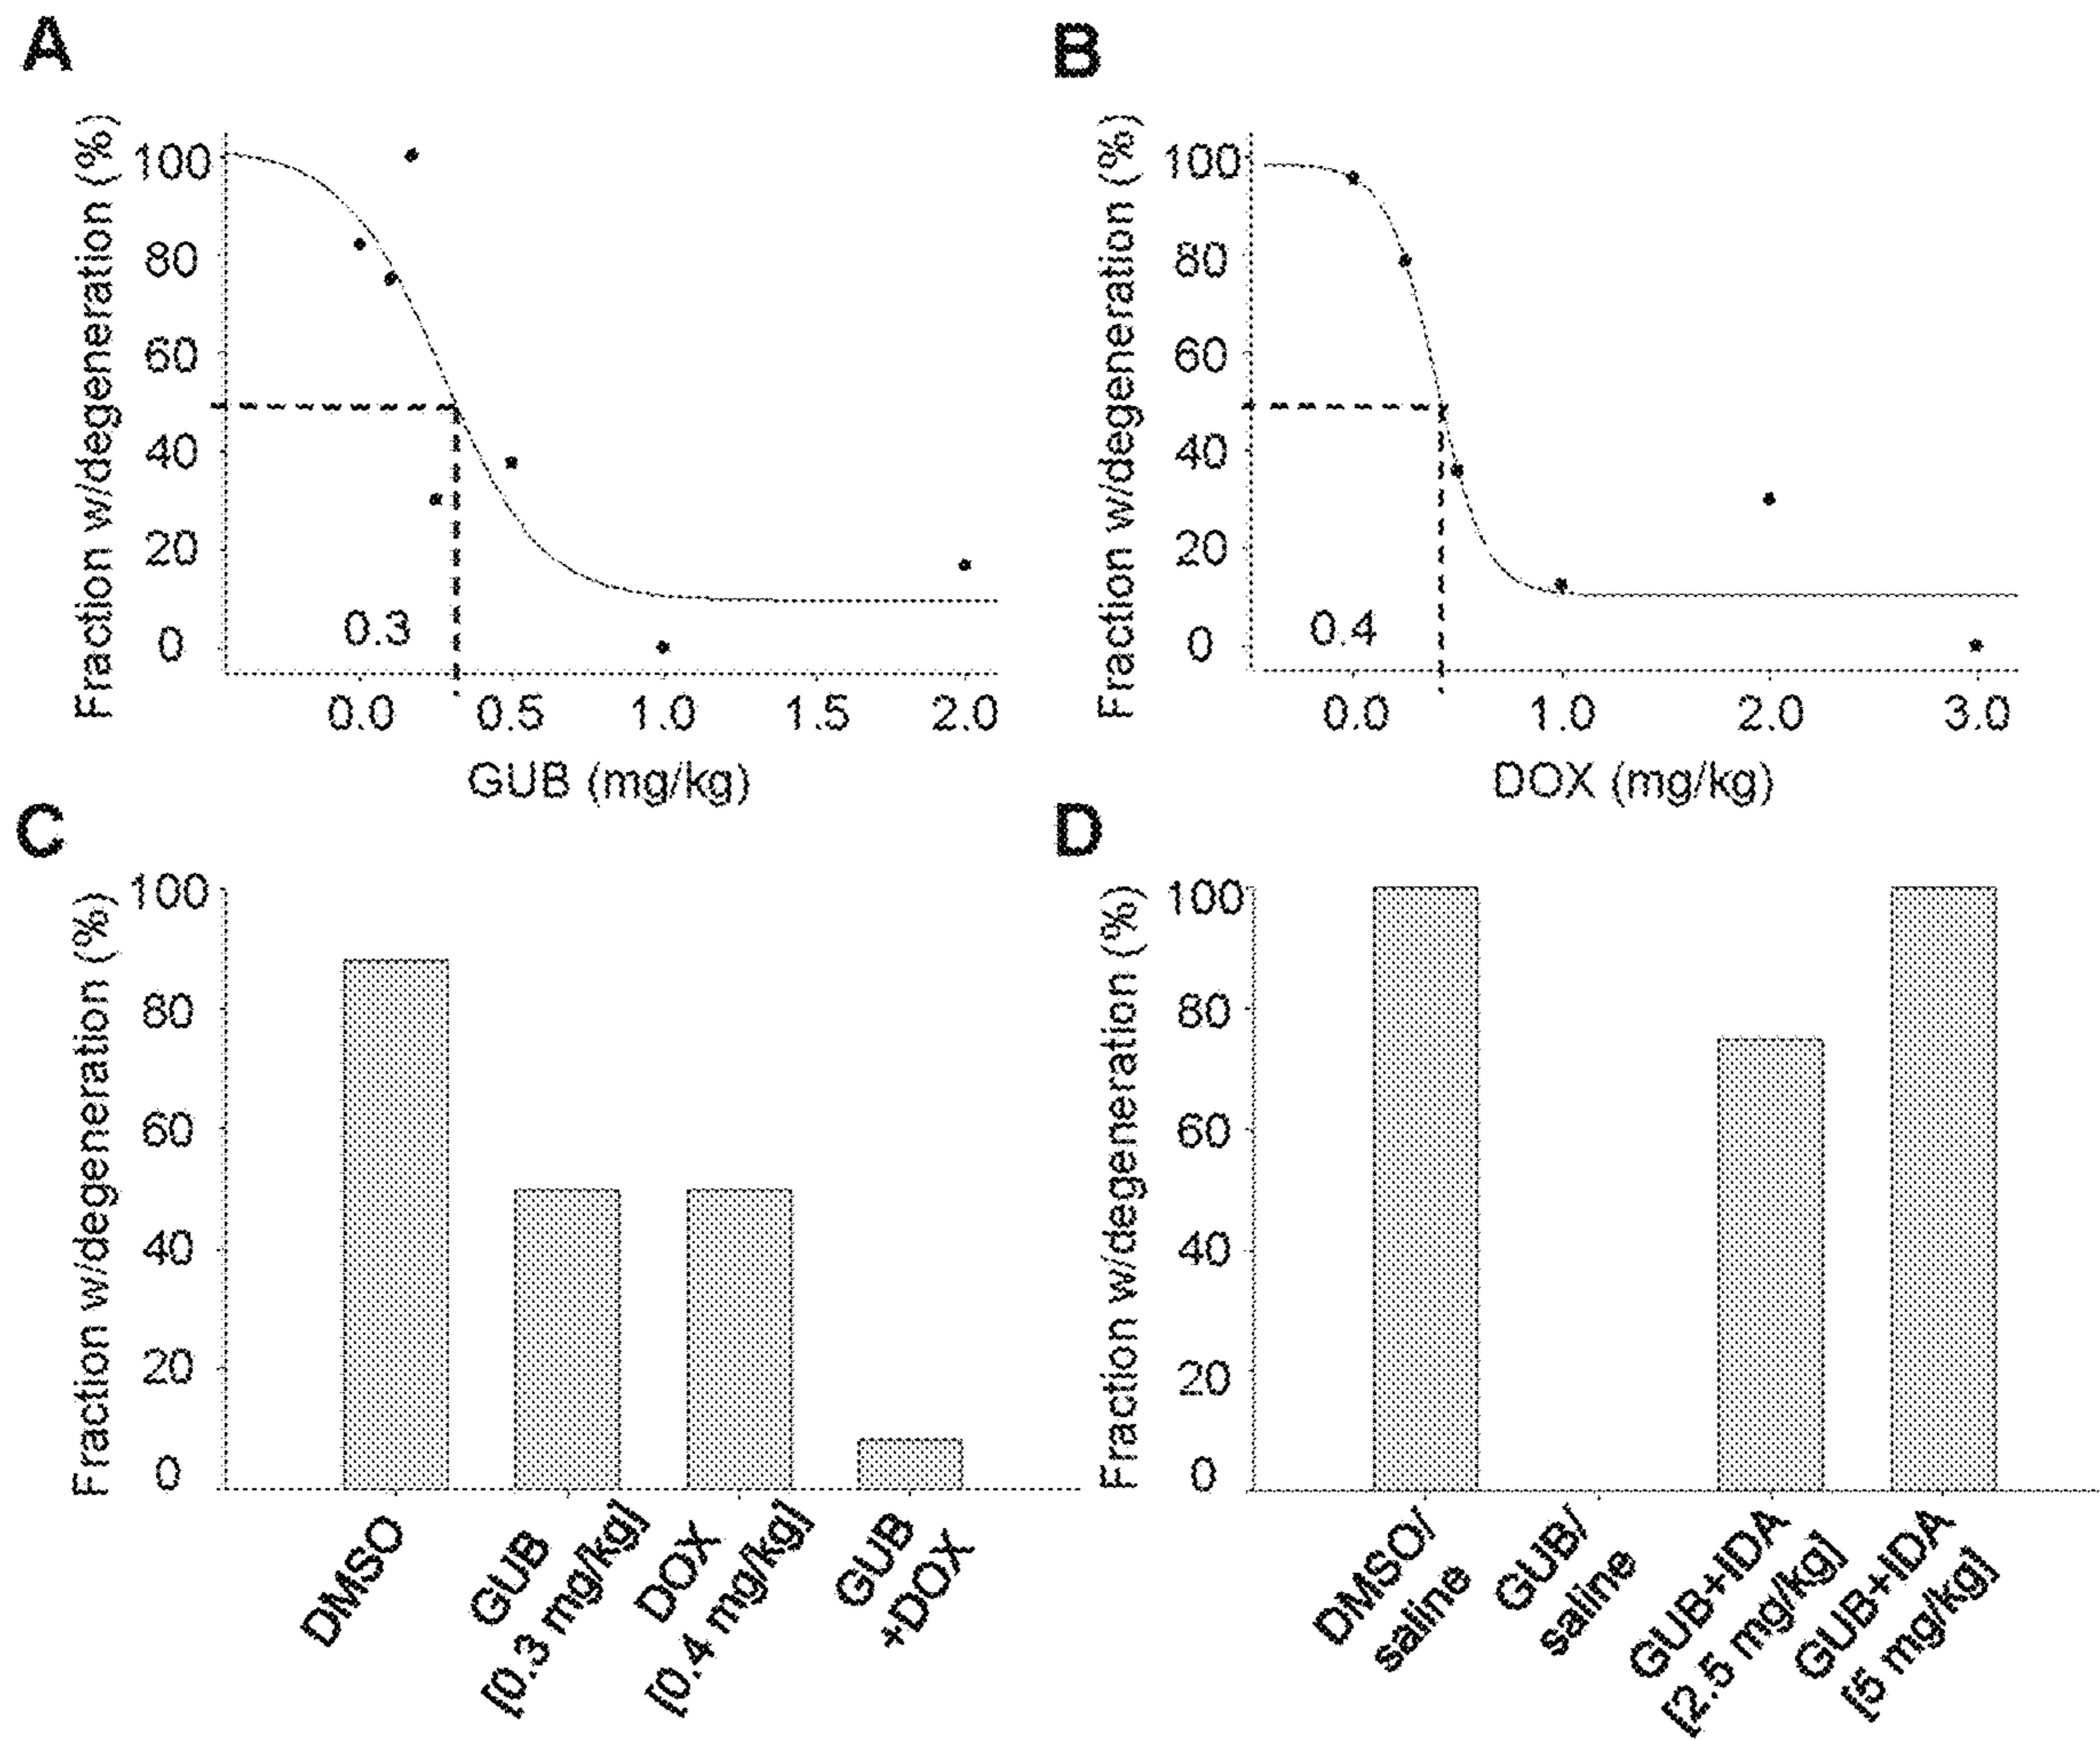 A
Fraction w/degeneration (%)
100
80
60
40
20
0
0.3
0.0 0.5 1.0 1.5 2.0
GUB (mg/kg)
B
Fraction w/degeneration (%)
100
80
60
40
20
0
0.4
0.0 1.0 2.0 3.0
DOX (mg/kg)
C
Fraction w/degeneration (%)
100
80
60
40
20
0
DMSO
GUB
[0.3 mg/kg]
DOX
[0.4 mg/kg]
GUB
+DOX
D
Fraction w/degeneration (%)
100
80
60
40
20
0
DMSO/
saline
GUB/
saline
GUB+IDA
[2.5 mg/kg]
GUB+IDA
[5 mg/kg]